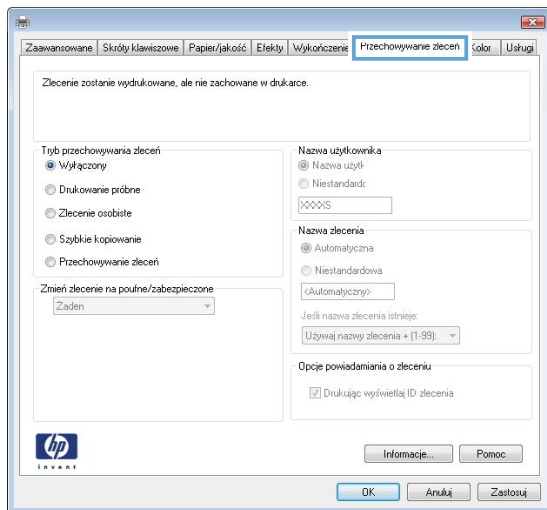 Zaawansowane Skróty klawiszowe Papier/jakość Efekty Wykończenie Przechowywanie zleceń Kolor Usługi
Zlecenie zostanie wydrukowane, ale nie zachowane w drukarce.
Tryb przechowywania zleceń
Wyłączony
Drukowanie próbne
Zlecenie osobiste
Szybkie kopiowanie
Przechowywanie zleceń
Zmień zlecenie na poufne/zabezpieczone
Żaden
Nazwa użytkownika
Nazwa użytk
Niestandardc
XXXXS
Nazwa zlecenia
Automatyczna
Niestandardowa
<Automatyczny>
Jeśli nazwa zlecenia istnieje:
Używaj nazwy zlecenia + (1-99):
Opcje powiadamiania o zleceniu
Drukując wyświetlaj ID zlecenia
hp
invent
Informacje... Pomoc
OK Anuluj Zastosuj